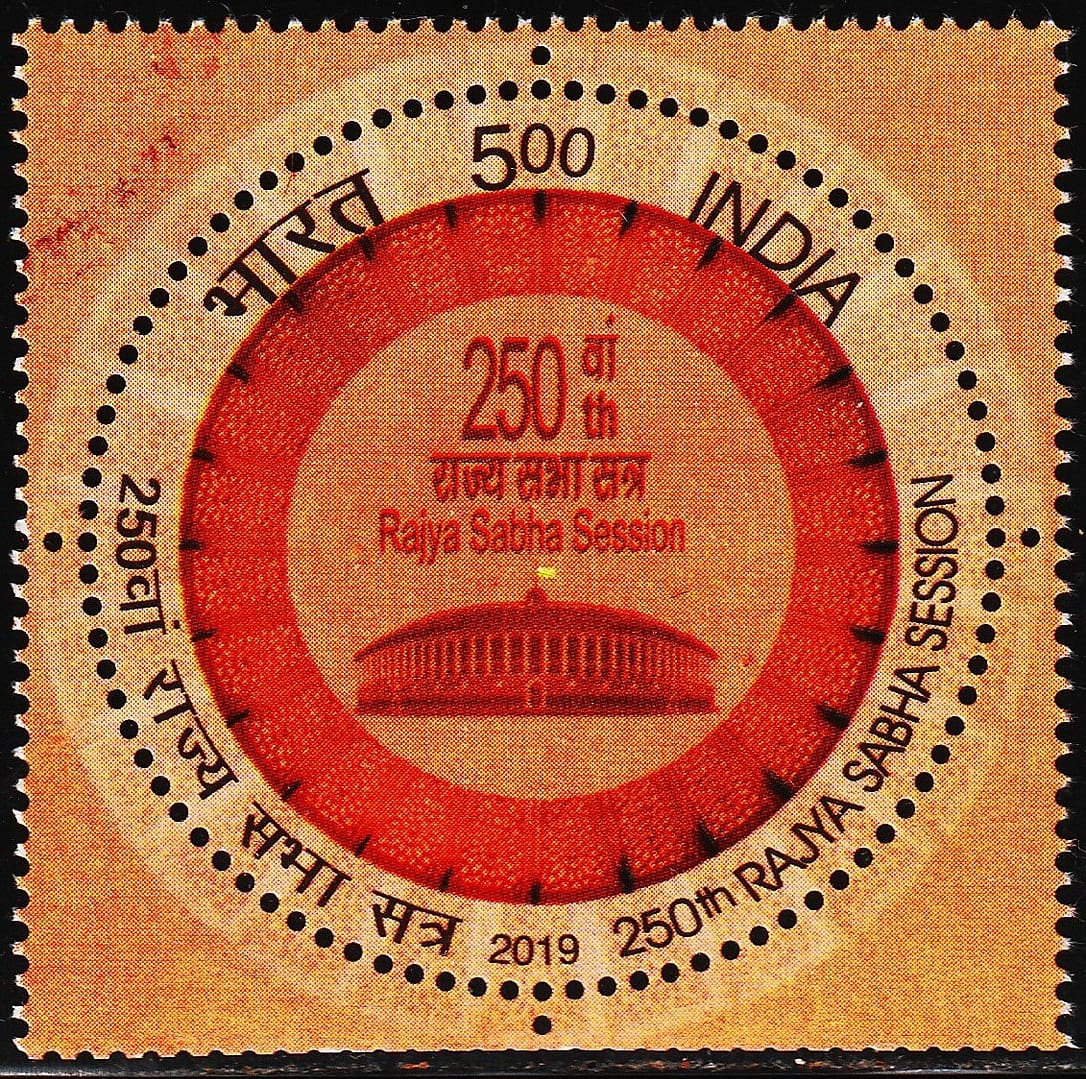 500
भारत
INDIA
250 वां
th
राज्य सभा सत्र
Rajya Sabha Session
250वां राज्य सभा सत्र
2019
250th RAJYA SABHA SESSION